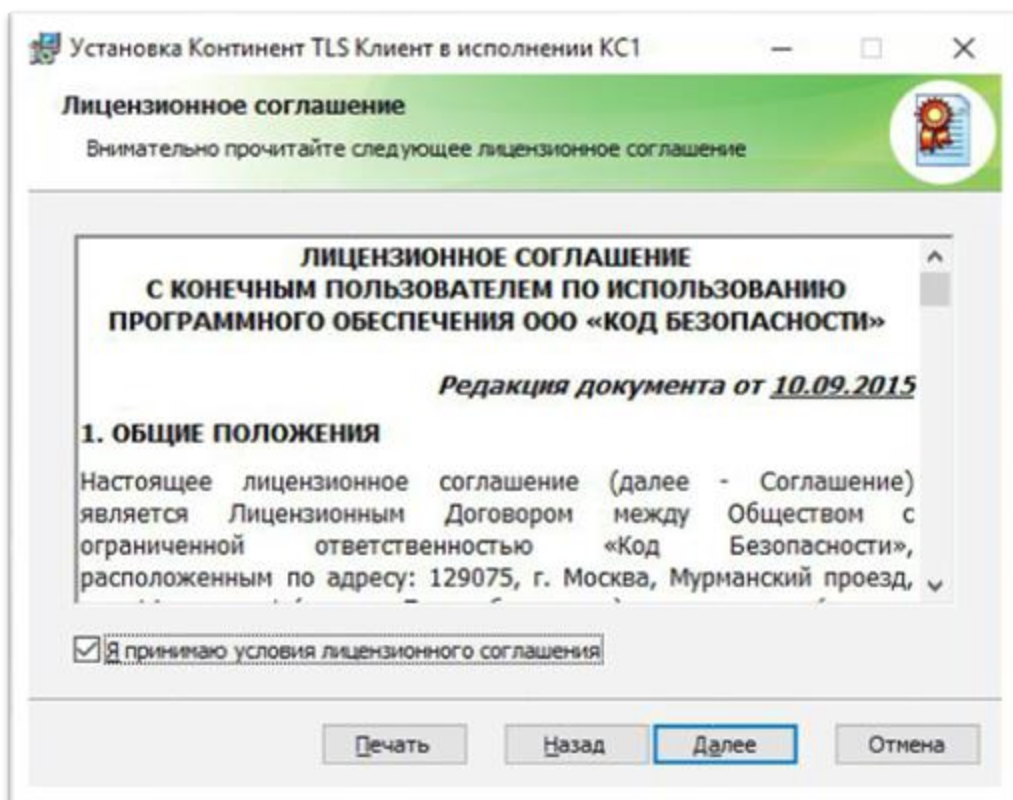 Установка Континент TLS Клиент в исполнении КС1
Лицензионное соглашение
Внимательно прочитайте следующее лицензионное соглашение
ЛИЦЕНЗИОННОЕ СОГЛАШЕНИЕ
С КОНЕЧНЫМ ПОЛЬЗОВАТЕЛЕМ ПО ИСПОЛЬЗОВАНИЮ
ПРОГРАММНОГО ОБЕСПЕЧЕНИЯ ООО «КОД БЕЗОПАСНОСТИ»
Редакция документа от 10.09.2015
1. ОБЩИЕ ПОЛОЖЕНИЯ
Настоящее лицензионное соглашение (далее - Соглашение)
является Лицензионным Договором между Обществом с
ограниченной ответственностью «Код Безопасности»,
расположенным по адресу: 129075, г. Москва, Мурманский проезд,
Я принимаю условия лицензионного соглашения
Печать
Назад
Далее
Отмена